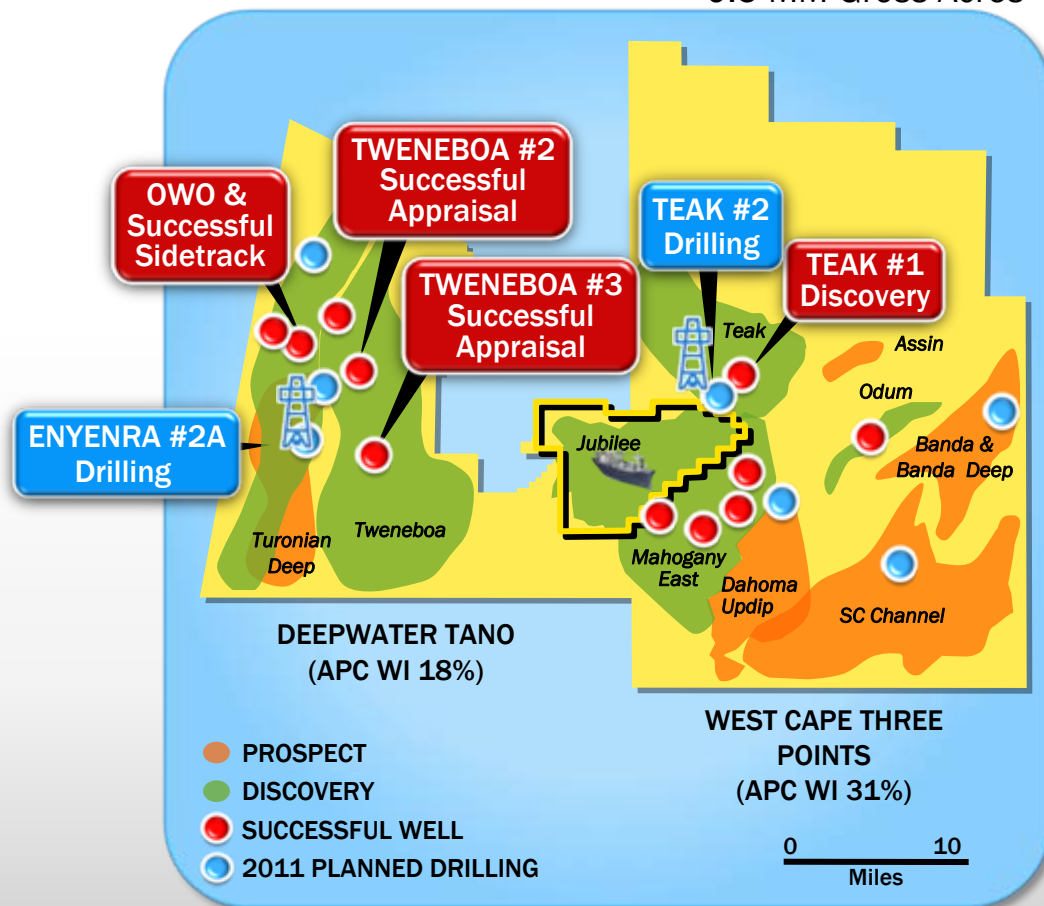 TWENEBOA #2
Successful
Appraisal
OWO &
Successful
Sidetrack
TEAK #2
Drilling
TEAK #1
Discovery
TWENEBOA #3
Successful
Appraisal
Teak
Assin
Odum
ENYENRA #2A
Drilling
Jubilee
Banda &
Banda Deep
Turonian
Deep
Tweneboa
Mahogany
East
Dahoma
Updip
SC Channel
DEEPWATER TANO
(APC WI 18%)
WEST CAPE THREE
POINTS
(APC WI 31%)
PROSPECT
DISCOVERY
SUCCESSFUL WELL
2011 PLANNED DRILLING
0 10
Miles